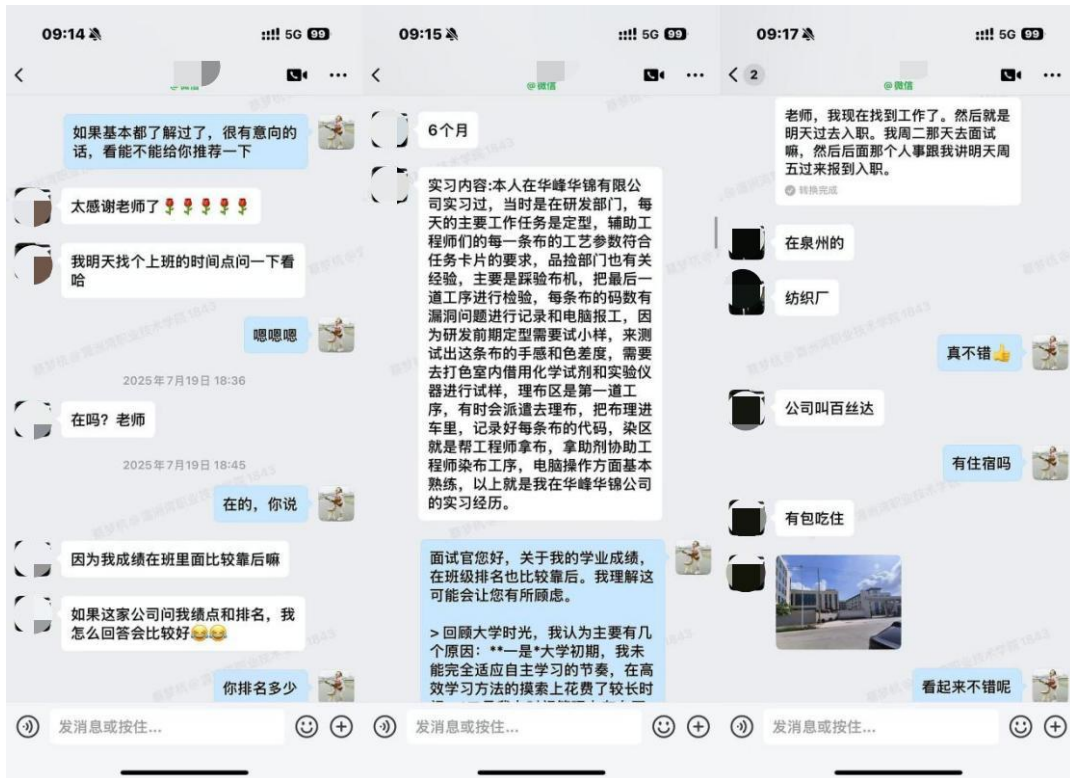 09:14
5G 99
@微信
如果基本都了解过了，很有意向的
话，看能不能给你推荐一下
太感谢老师了🌹🌹🌹🌹🌹
我明天找个上班的时间点问一下看
哈
嗯嗯嗯
2025年7月19日 18:36
在吗？老师
2025年7月19日 18:45
在的，你说
因为我成绩在班里面比较靠后嘛
如果这家公司问我绩点和排名，我
怎么回答会比较好😂😂
你排名多少
发消息或按住...
09:15
5G 99
@微信
6个月
实习内容:本人在华峰华锦有限公
司实习过，当时是在研发部门，每
天的主要工作任务是定型，辅助工
程师们的每一条布的工艺参数符合
任务卡片的要求，品捡部门也有关
经验，主要是踩验布机，把最后一
道工序进行检验，每条布的码数有
漏洞问题进行记录和电脑报工，因
为研发前期定型需要试小样，来测
试出这条布的手感和色差度，需要
去打色室内借用化学试剂和实验仪
器进行试样，理布区是第一道工
序，有时会派遣去理布，把布理进
车里，记录好每条布的代码，染区
就是帮工程师拿布，拿助剂协助工
程师染布工序，电脑操作方面基本
熟练，以上就是我在华峰华锦公司
的实习经历。
面试官您好，关于我的学业成绩，
在班级排名也比较靠后。我理解这
可能会让您有所顾虑。
> 回顾大学时光，我认为主要有几
个原因：**一是*大学初期，我未
能完全适应自主学习的节奏，在高
效学习方法的摸索上花费了较长时
发消息或按住...
09:17
5G 99
2
@微信
老师，我现在找到工作了。然后就是
明天过去入职。我周二那天去面试
嘛，然后后面那个人事跟我讲明天周
五过来报到入职。
转换完成
在泉州的
纺织厂
真不错👍
公司叫百丝达
有住宿吗
有包吃住
看起来不错呢
发消息或按住...